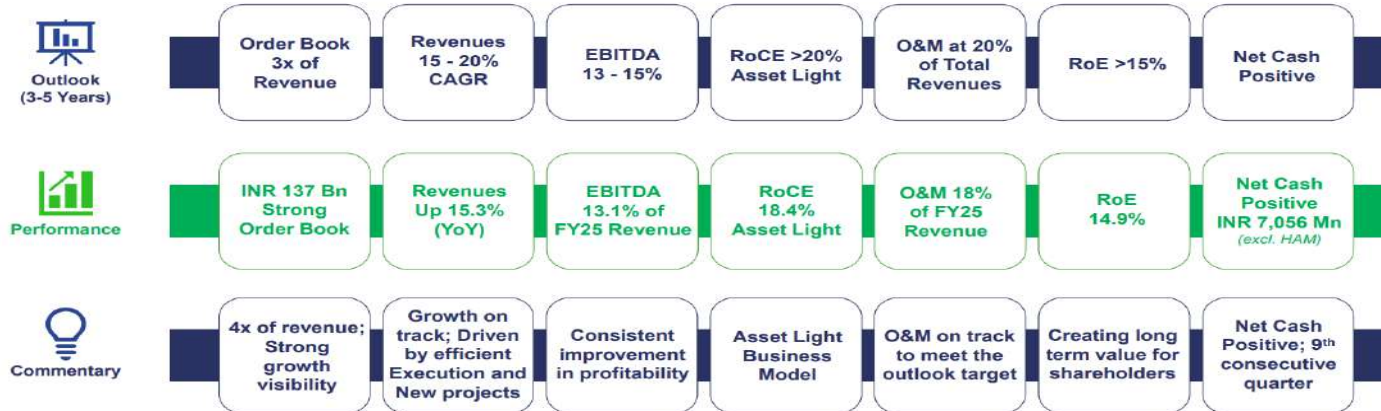 Outlook
(3-5 Years)
Order Book
3x of
Revenue
Revenues
15 - 20%
CAGR
EBITDA
13 - 15%
RoCE >20%
Asset Light
O&M at 20%
of Total
Revenues
RoE >15%
Net Cash
Positive
Performance
INR 137 Bn
Strong
Order Book
Revenues
Up 15.3%
(YoY)
EBITDA
13.1% of
FY25 Revenue
RoCE
18.4%
Asset Light
O&M 18%
of FY25
Revenue
RoE
14.9%
Net Cash
Positive
INR 7,056 Mn
(excl. HAM)
Commentary
4x of revenue;
Strong
growth
visibility
Growth on
track; Driven
by efficient
Execution and
New projects
Consistent
improvement
in profitability
Asset Light
Business
Model
O&M on track
to meet the
outlook target
Creating long
term value for
shareholders
Net Cash
Positive; 9th
consecutive
quarter